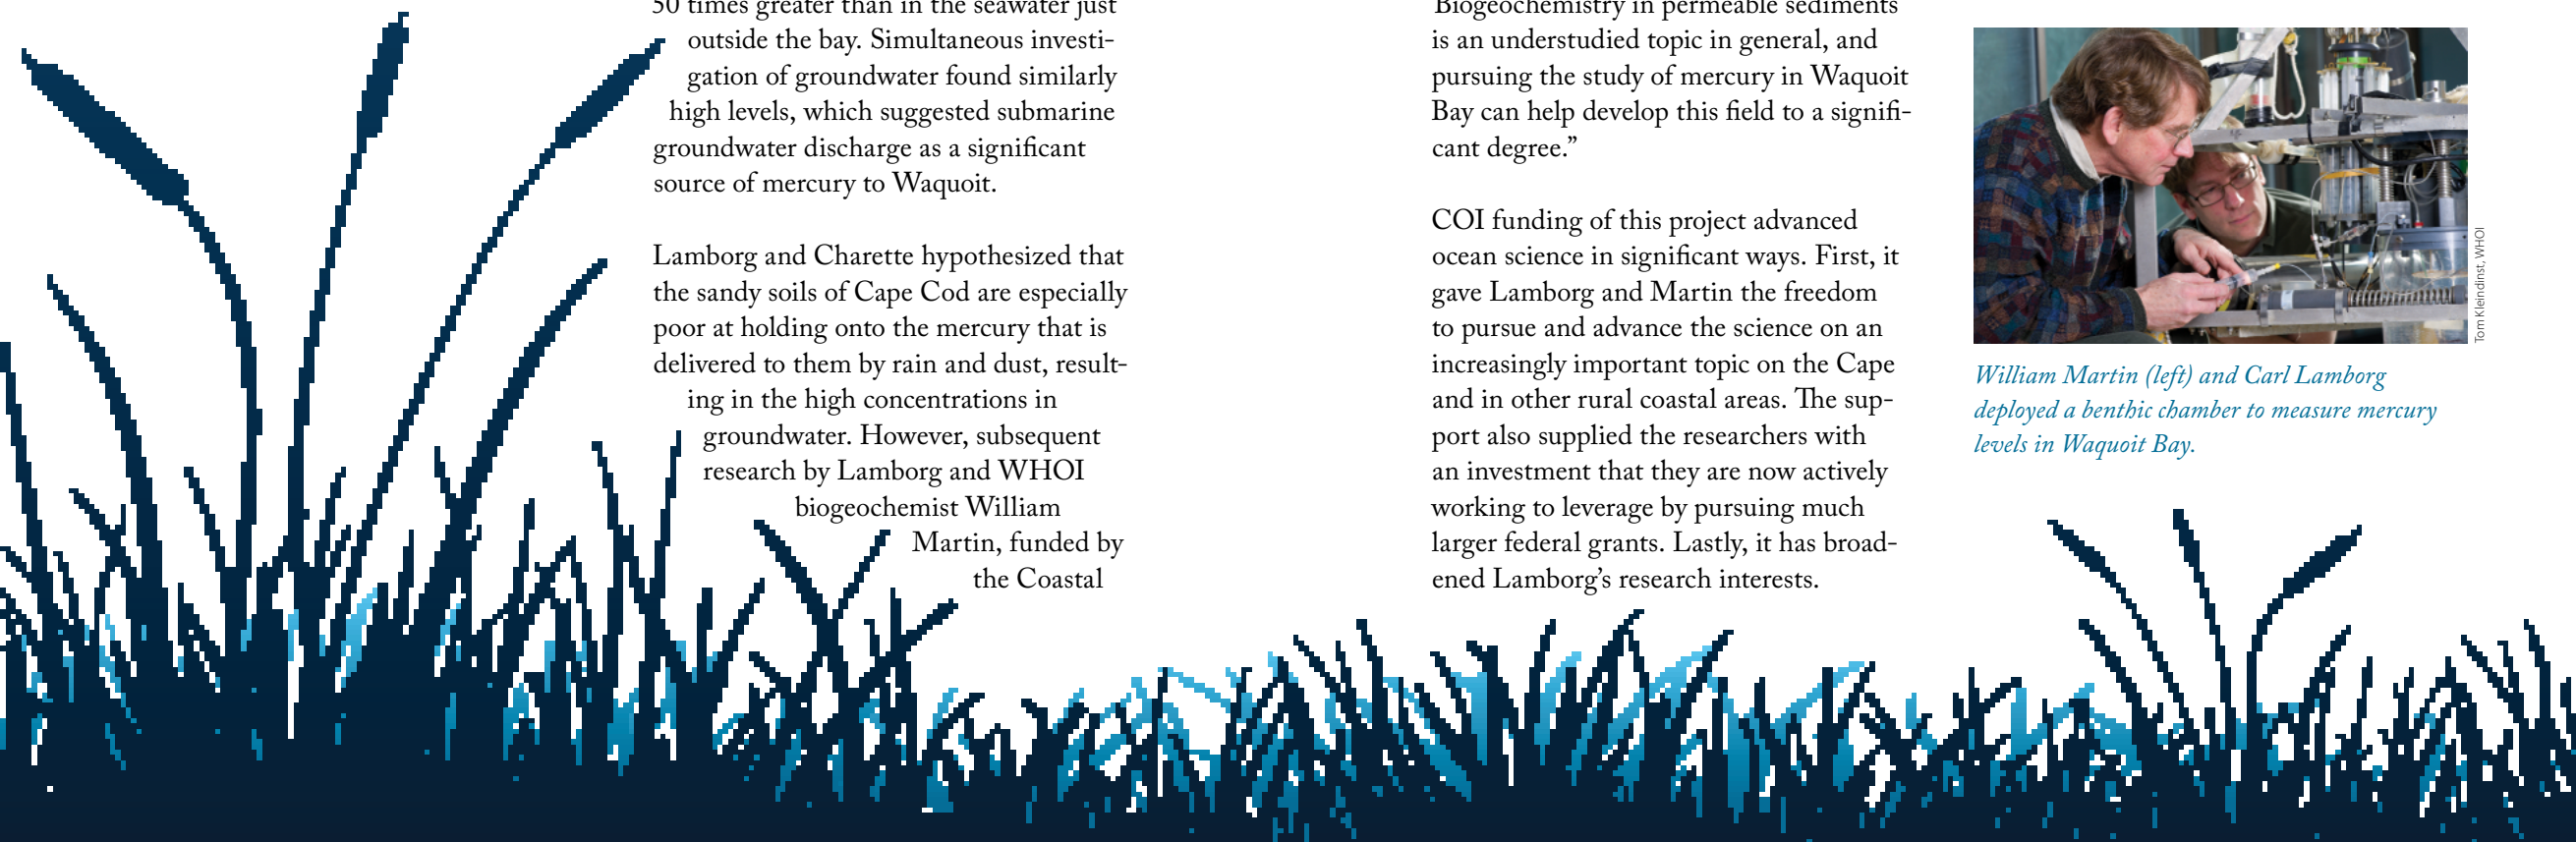 50 times greater than in the seawater just
outside the bay. Simultaneous investi-
gation of groundwater found similarly
high levels, which suggested submarine
groundwater discharge as a significant
source of mercury to Waquoit.
Lamborg and Charette hypothesized that
the sandy soils of Cape Cod are especially
poor at holding onto the mercury that is
delivered to them by rain and dust, result-
ing in the high concentrations in
groundwater. However, subsequent
research by Lamborg and WHOI
biogeochemist William
Martin, funded by
the Coastal
Biogeochemistry in permeable sediments
is an understudied topic in general, and
pursuing the study of mercury in Waquoit
Bay can help develop this field to a signifi-
cant degree.”
COI funding of this project advanced
ocean science in significant ways. First, it
gave Lamborg and Martin the freedom
to pursue and advance the science on an
increasingly important topic on the Cape
and in other rural coastal areas. The sup-
port also supplied the researchers with
an investment that they are now actively
working to leverage by pursuing much
larger federal grants. Lastly, it has broad-
ened Lamborg’s research interests.
Tom Kleindinst, WHOI
William Martin (left) and Carl Lamborg
deployed a benthic chamber to measure mercury
levels in Waquoit Bay.